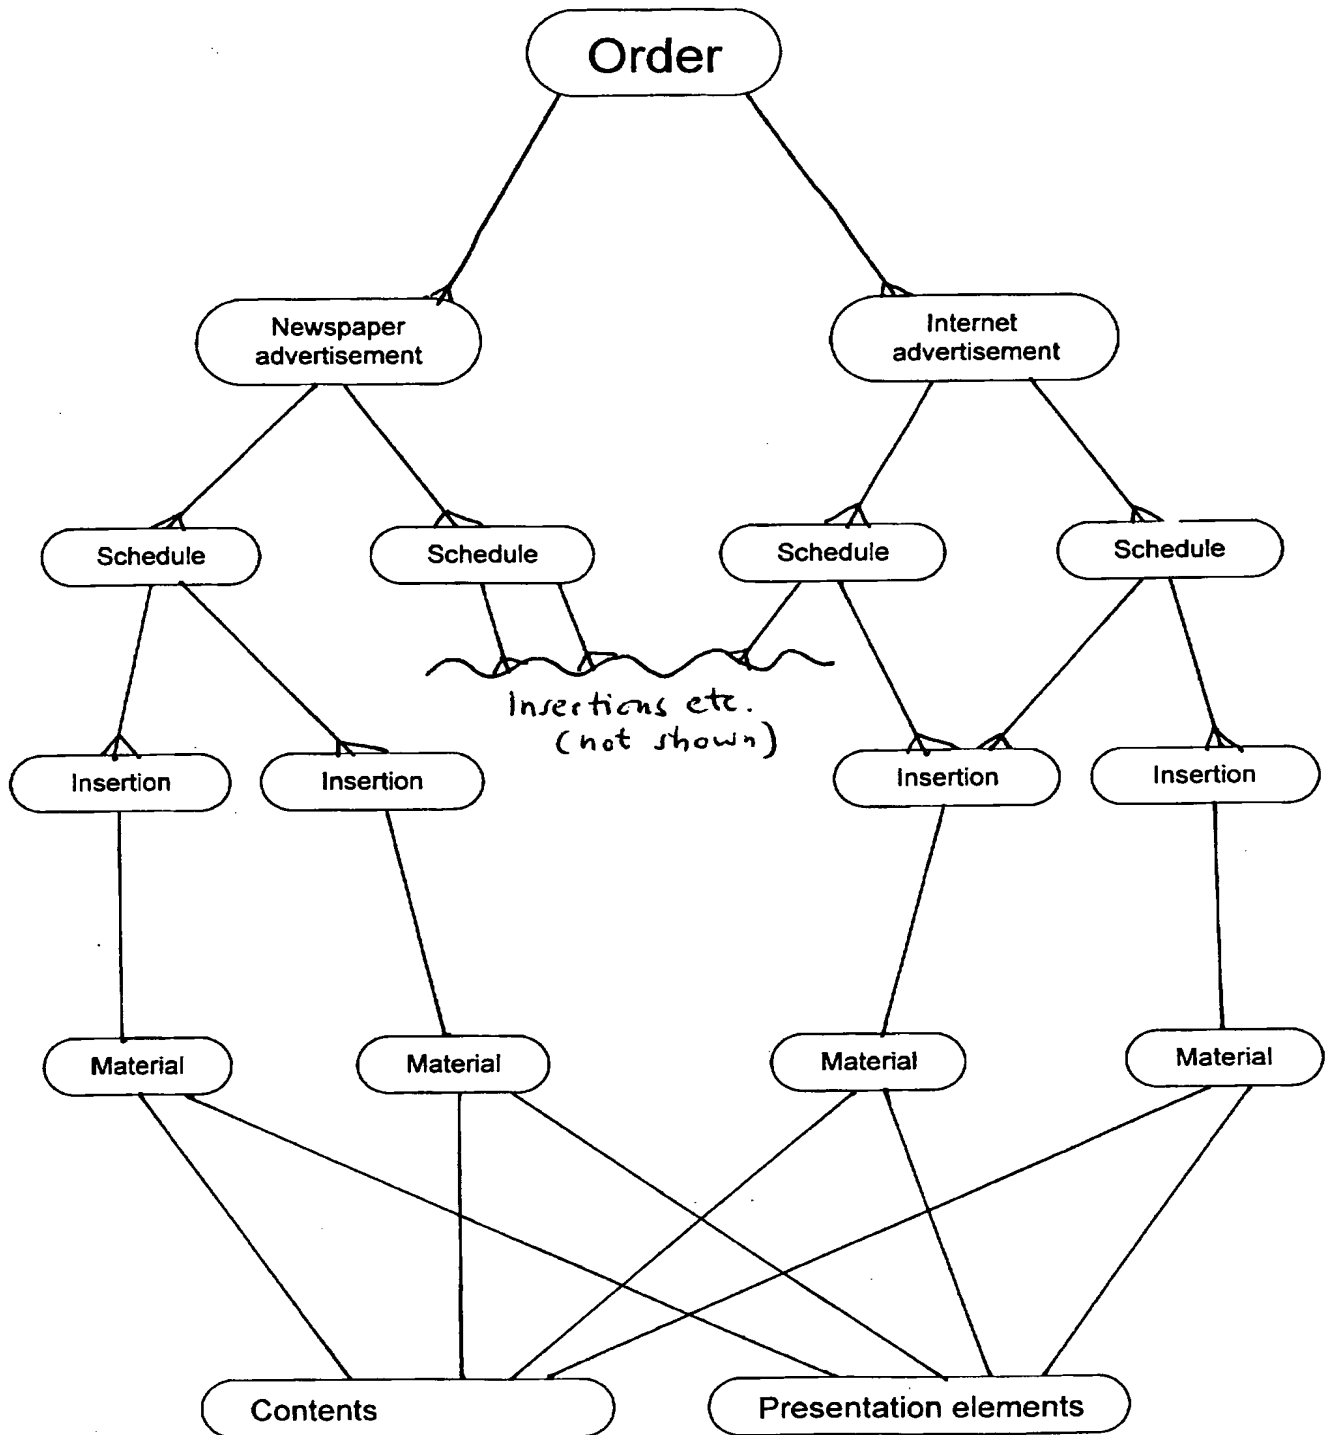 Order
Newspaper
advertisement
Internet
advertisement
Schedule
Schedule
Schedule
Schedule
Insertions etc.
(not shown)
Insertion
Insertion
Insertion
Insertion
Material
Material
Material
Material
Contents
Presentation elements